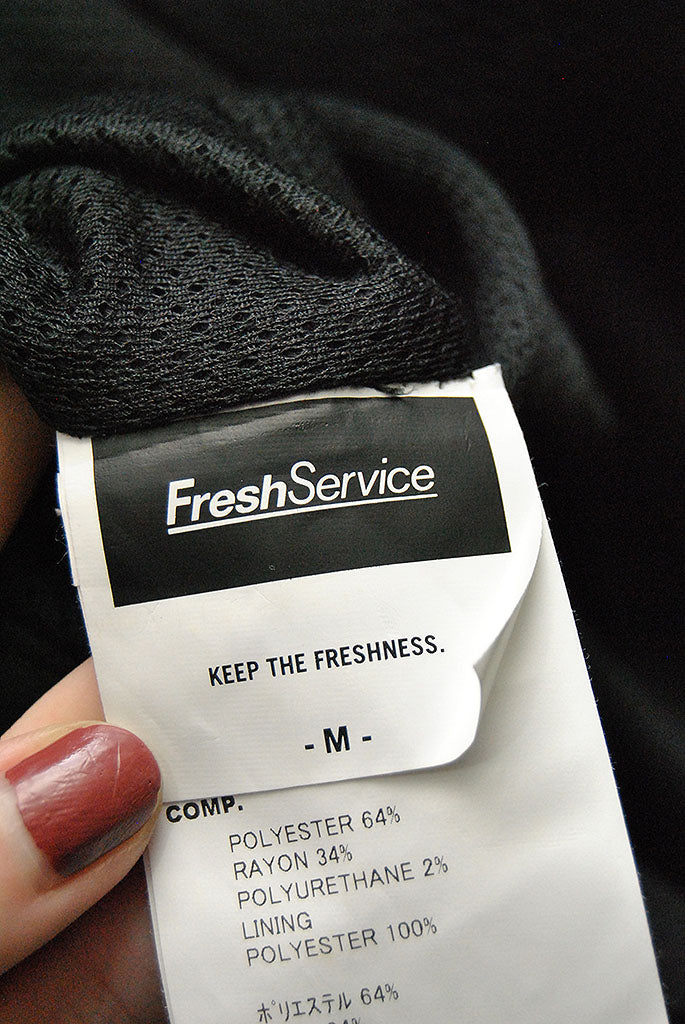 FreshService
KEEP THE FRESHNESS.
- M -
COMP.
POLYESTER 64%
RAYON 34%
POLYURETHANE 2%
LINING
POLYESTER 100%
ポリエステル 64%